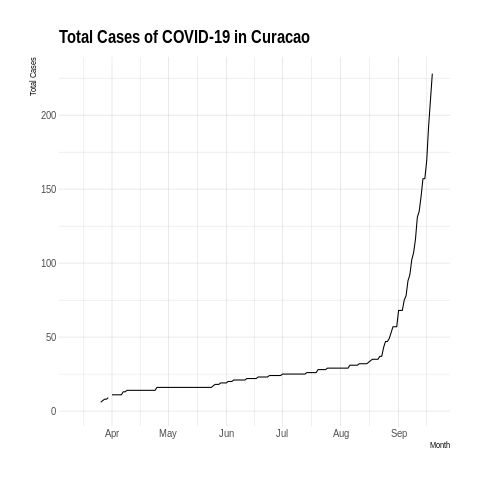 Total Cases of COVID-19 in Curacao
Total Cases
200
150
100
50
0
Apr May Jun Jul Aug Sep
Month